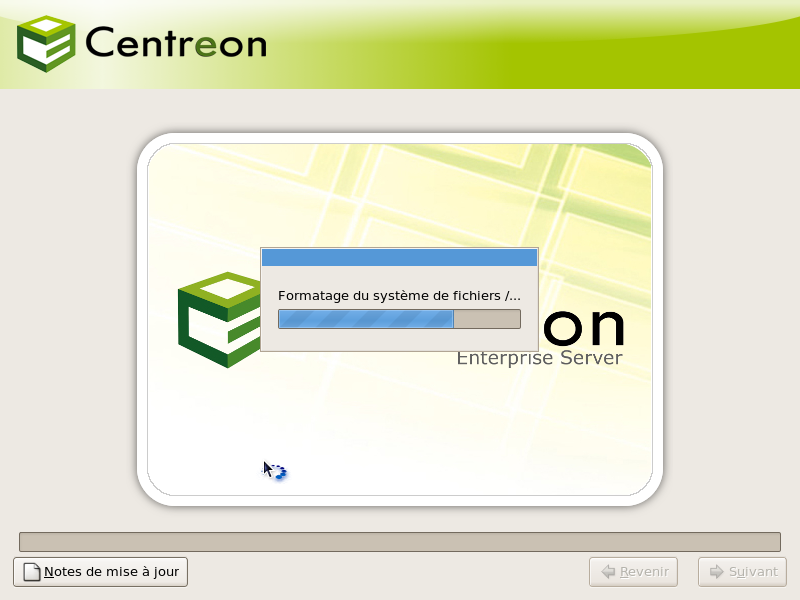 Centreon
Formatage du système de fichiers /...
on
Enterprise Server
Notes de mise à jour
Revenir
Suivant